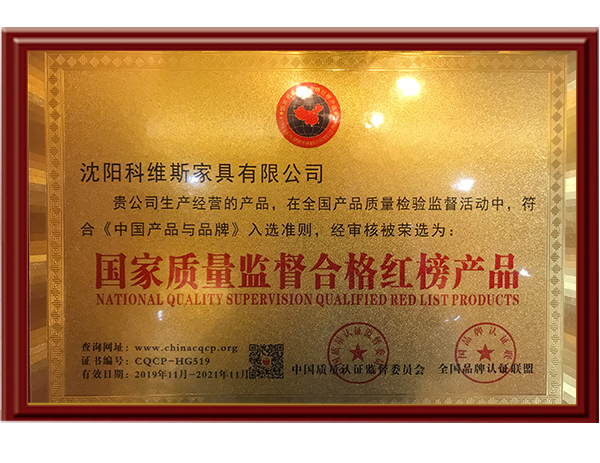 沈阳科维斯家具有限公司
贵公司生产经营的产品，在全国产品质量检验监督活动中，符
合《中国产品与品牌》入选准则，经审核被荣选为：
国家质量监督合格红榜产品
NATIONAL QUALITY SUPERVISION QUALIFIED RED LIST PRODUCTS
查询网址：www.chinacqcp.org
证书编号：CQCP-HG519
有效日期：2019年11月-2021年11月
中国质量认证监督委员会 全国品牌认证联盟